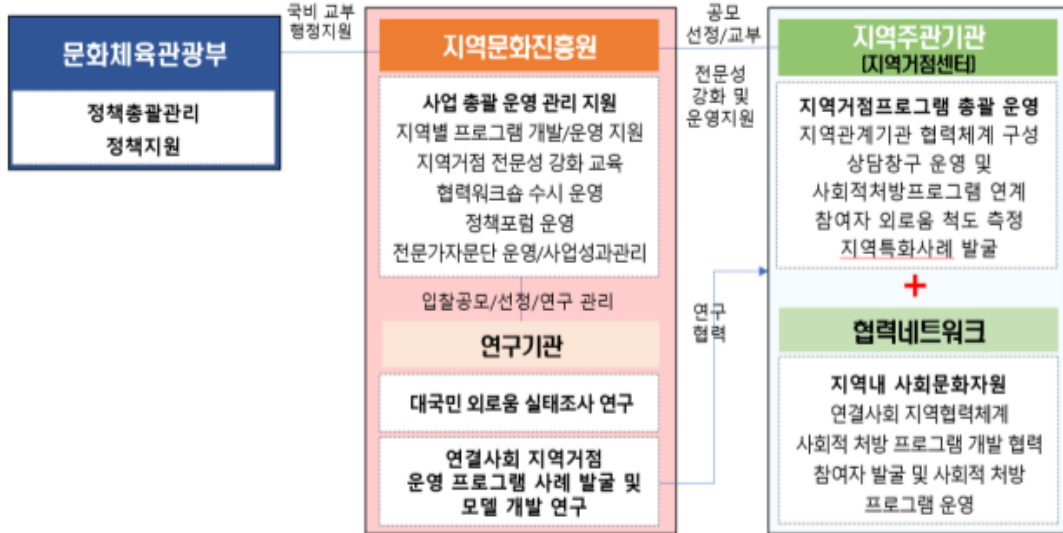 문화체육관광부
정책총괄관리
정책지원
국비 교부
행정지원
지역문화진흥원
사업 총괄 운영 관리 지원
지역별 프로그램 개발/운영 지원
지역거점 전문성 강화 교육
협력워크숍 수시 운영
정책포럼 운영
전문가자문단 운영/사업성과관리
입찰공모/선정/연구 관리
연구기관
대국민 외로움 실태조사 연구
연결사회 지역거점
운영 프로그램 사례 발굴 및
모델 개발 연구
공모
선정/교부
전문성
강화 및
운영지원
연구
협력
지역주관기관
(지역거점센터)
지역거점프로그램 총괄 운영
지역관계기관 협력체계 구성
상담창구 운영 및
사회적처방프로그램 연계
참여자 외로움 척도 측정
지역특화사례 발굴
+
협력네트워크
지역내 사회문화자원
연결사회 지역협력체계
사회적 처방 프로그램 개발 협력
참여자 발굴 및 사회적 처방
프로그램 운영